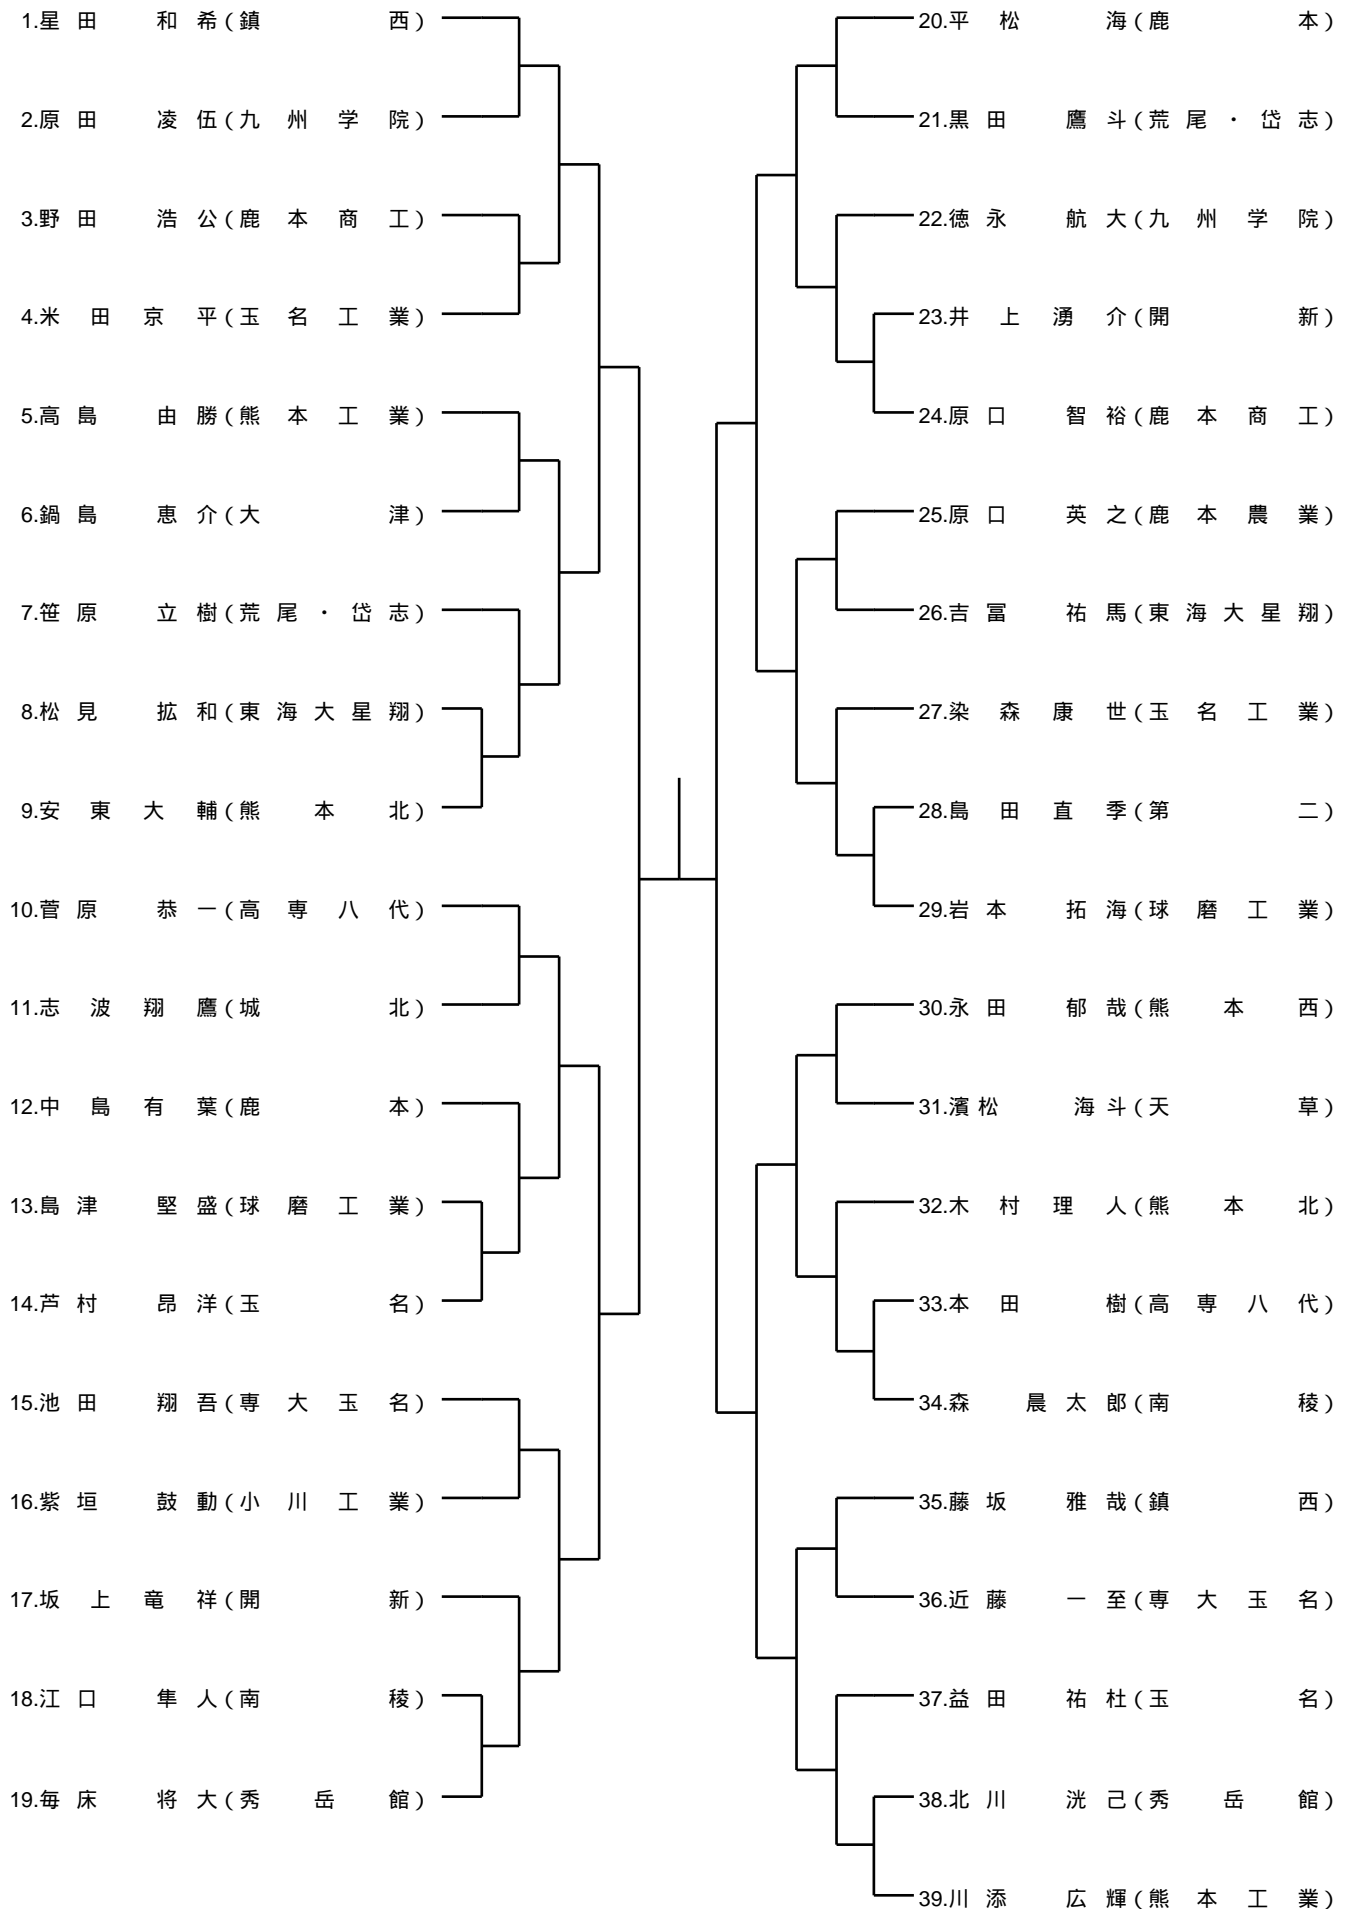 1.星田 和希(鎮西)
2.原田 凌伍(九州学院)
3.野田 浩公(鹿本商工)
4.米田京平(玉名工業)
5.高島 由勝(熊本工業)
6.鍋島 恵介(大津)
7.笹原 立樹(荒尾・岱志)
8.松見 拡和(東海大星翔)
9.安東大輔(熊本北)
10.菅原 恭一(高専八代)
11.志波翔鷹(城北)
12.中島有葉(鹿本)
13.島津 堅盛(球磨工業)
14.芦村 昂洋(玉名)
15.池田 翔吾(専大玉名)
16.紫垣 鼓動(小川工業)
17.坂上竜祥(開新)
18.江口 隼人(南稜)
19.毎床 将大(秀岳館)
20.平松 海(鹿本)
21.黒田 鷹斗(荒尾・岱志)
22.徳永 航大(九州学院)
23.井上湧介(開新)
24.原口 智裕(鹿本商工)
25.原口 英之(鹿本農業)
26.吉冨 祐馬(東海大星翔)
27.染森康世(玉名工業)
28.島田直季(第二)
29.岩本 拓海(球磨工業)
30.永田 郁哉(熊本西)
31.濱松 海斗(天草)
32.木村理人(熊本北)
33.本田 樹(高専八代)
34.森 晨太郎(南稜)
35.藤坂 雅哉(鎮西)
36.近藤 一至(専大玉名)
37.益田 祐杜(玉名)
38.北川 洸己(秀岳館)
39.川添 広輝(熊本工業)